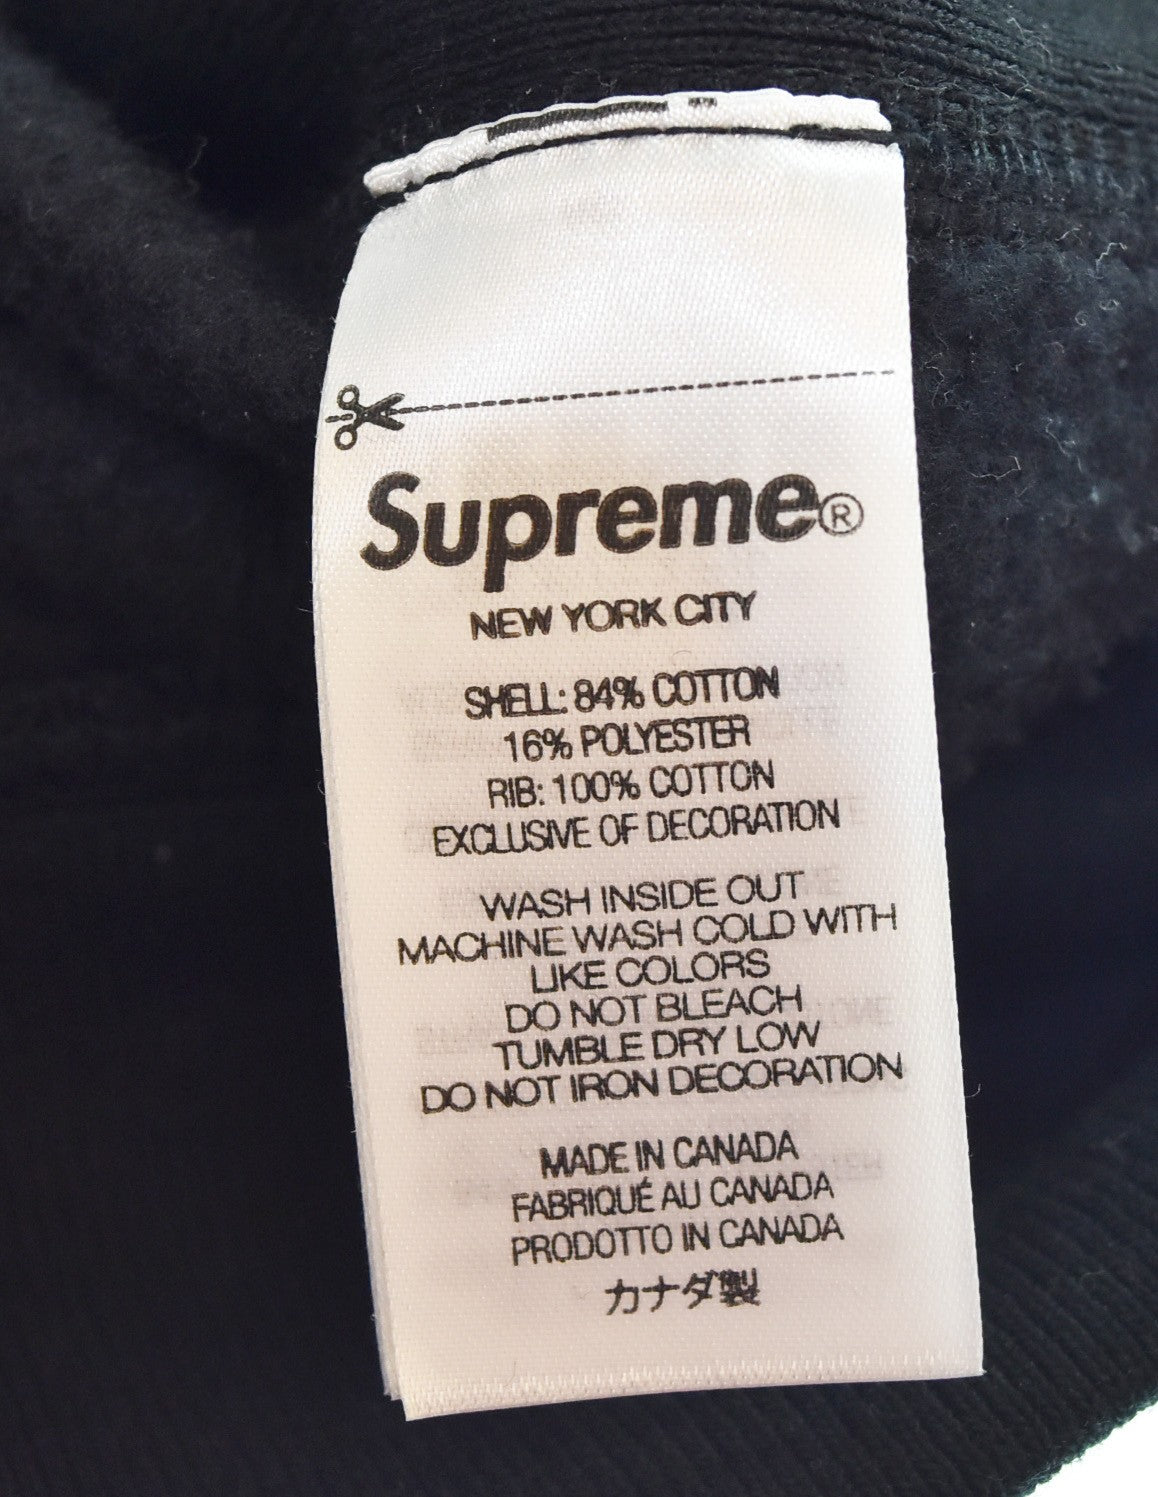 Supreme®
NEW YORK CITY
SHELL: 84% COTTON
16% POLYESTER
RIB: 100% COTTON
EXCLUSIVE OF DECORATION
WASH INSIDE OUT
MACHINE WASH COLD WITH
LIKE COLORS
DO NOT BLEACH
TUMBLE DRY LOW
DO NOT IRON DECORATION
MADE IN CANADA
FABRIQUÉ AU CANADA
PRODOTTO IN CANADA
カナダ製